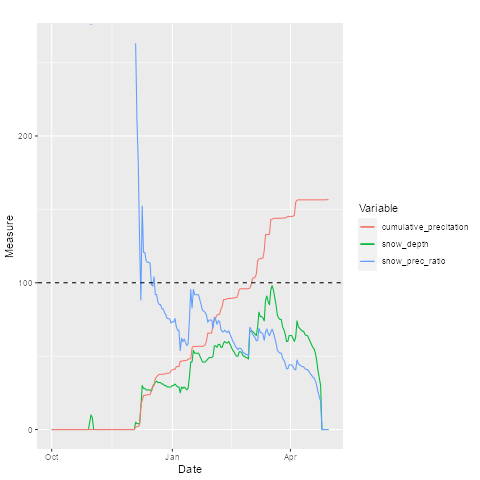 200
100
0
Measure
Oct
Jan
Apr
Date
Variable
cumulative_precitation
snow_depth
snow_prec_ratio